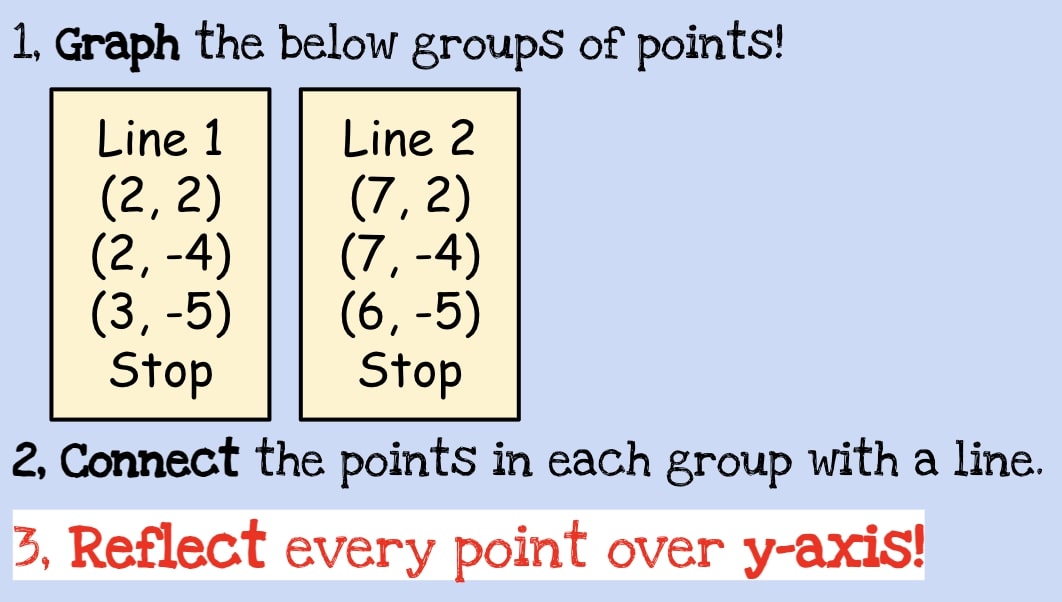 1, Graph the below groups of points!
Line 1
(2, 2)
(2, -4)
(3, -5)
Stop
Line 2
(7, 2)
(7, -4)
(6, -5)
Stop
2, Connect the points in each group with a line.
3, Reflect every point over y-axis!